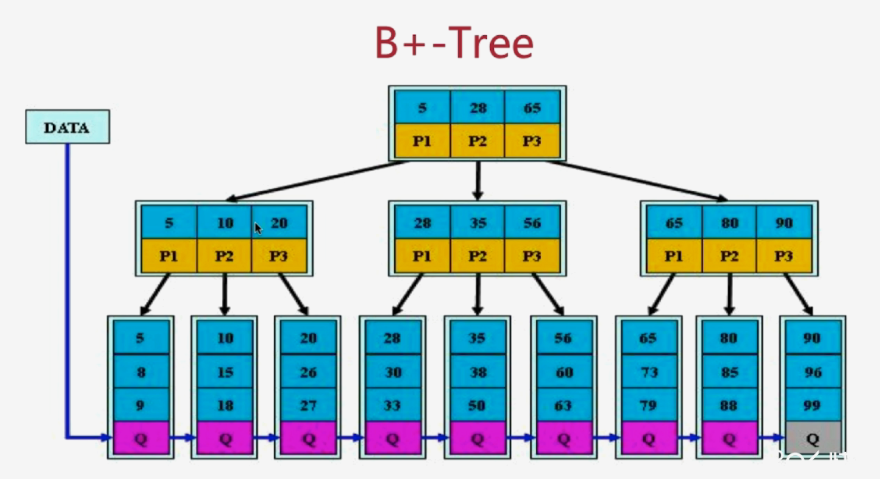 B+-Tree
DATA
5 28 65
P1 P2 P3
5 10 20
P1 P2 P3
28 35 56
P1 P2 P3
65 80 90
P1 P2 P3
5
8
9
Q
10
15
18
Q
20
26
27
Q
28
30
33
Q
35
38
50
Q
56
60
63
Q
65
73
79
Q
80
85
88
Q
90
96
99
Q